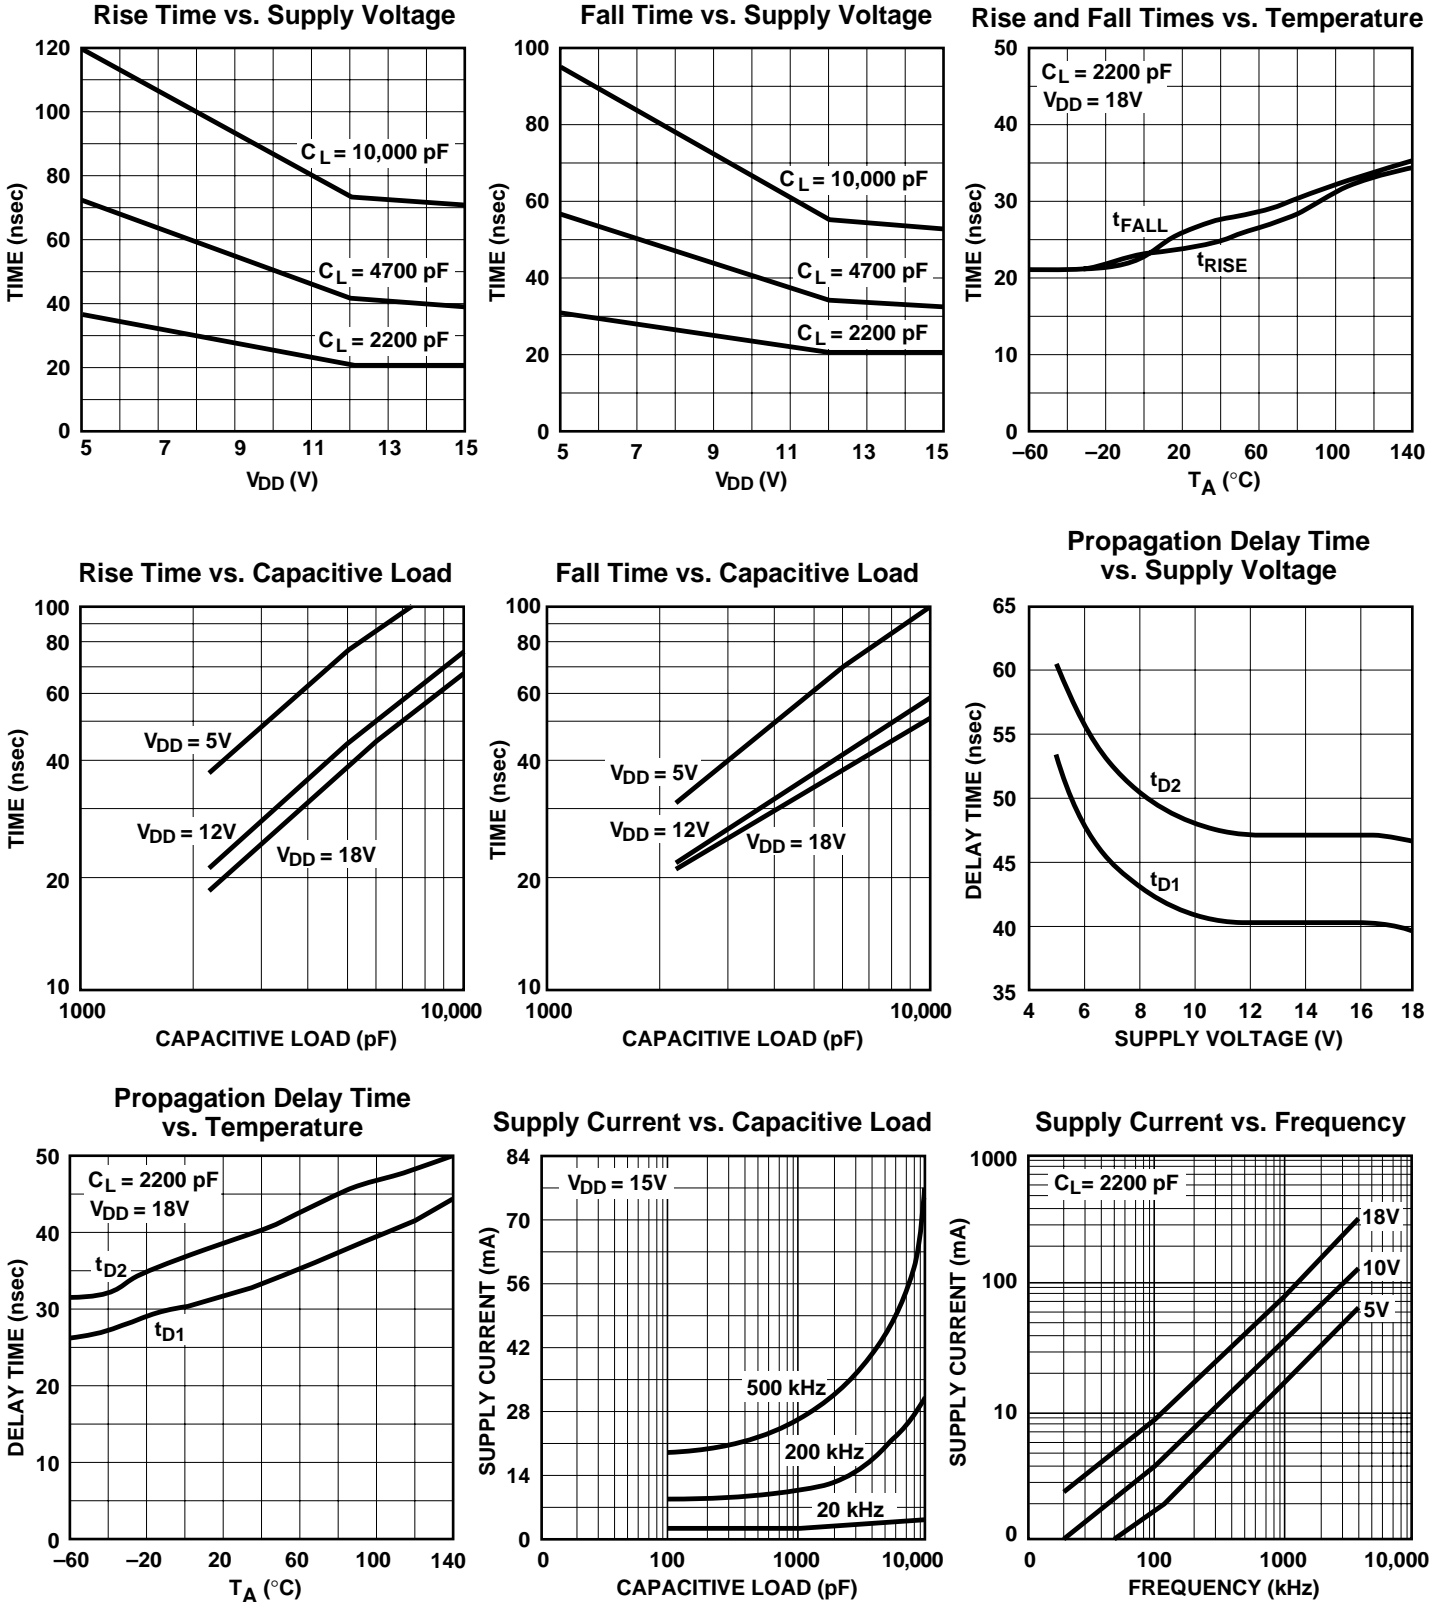 Rise Time vs. Supply Voltage
120
100
80
60
40
20
0
TIME (nsec)
C L = 10,000 pF
C L = 4700 pF
C L = 2200 pF
5 7 9 11 13 15
VDD (V)
Fall Time vs. Supply Voltage
100
80
60
40
20
0
TIME (nsec)
C L = 10,000 pF
C L = 4700 pF
C L = 2200 pF
5 7 9 11 13 15
VDD (V)
Rise and Fall Times vs. Temperature
50
40
30
20
10
0
TIME (nsec)
C L = 2200 pF
VDD = 18V
tFALL
tRISE
–60 –20 20 60 100 140
TA (°C)
Rise Time vs. Capacitive Load
100
80
60
40
20
10
TIME (nsec)
VDD = 5V
VDD = 12V
VDD = 18V
1000 10,000
CAPACITIVE LOAD (pF)
Fall Time vs. Capacitive Load
100
80
60
40
20
10
TIME (nsec)
VDD = 5V
VDD = 12V
VDD = 18V
1000 10,000
CAPACITIVE LOAD (pF)
Propagation Delay Time
vs. Supply Voltage
65
60
55
50
45
40
35
DELAY TIME (nsec)
tD2
tD1
4 6 8 10 12 14 16 18
SUPPLY VOLTAGE (V)
Propagation Delay Time
vs. Temperature
50
40
30
20
10
0
DELAY TIME (nsec)
C L = 2200 pF
VDD = 18V
tD2
tD1
–60 –20 20 60 100 140
TA (°C)
Supply Current vs. Capacitive Load
84
70
56
42
28
14
0
SUPPLY CURRENT (mA)
VDD = 15V
500 kHz
200 kHz
20 kHz
0 100 1000 10,000
CAPACITIVE LOAD (pF)
Supply Current vs. Frequency
1000
100
10
0
SUPPLY CURRENT (mA)
CL= 2200 pF
18V
10V
5V
0 100 1000 10,000
FREQUENCY (kHz)